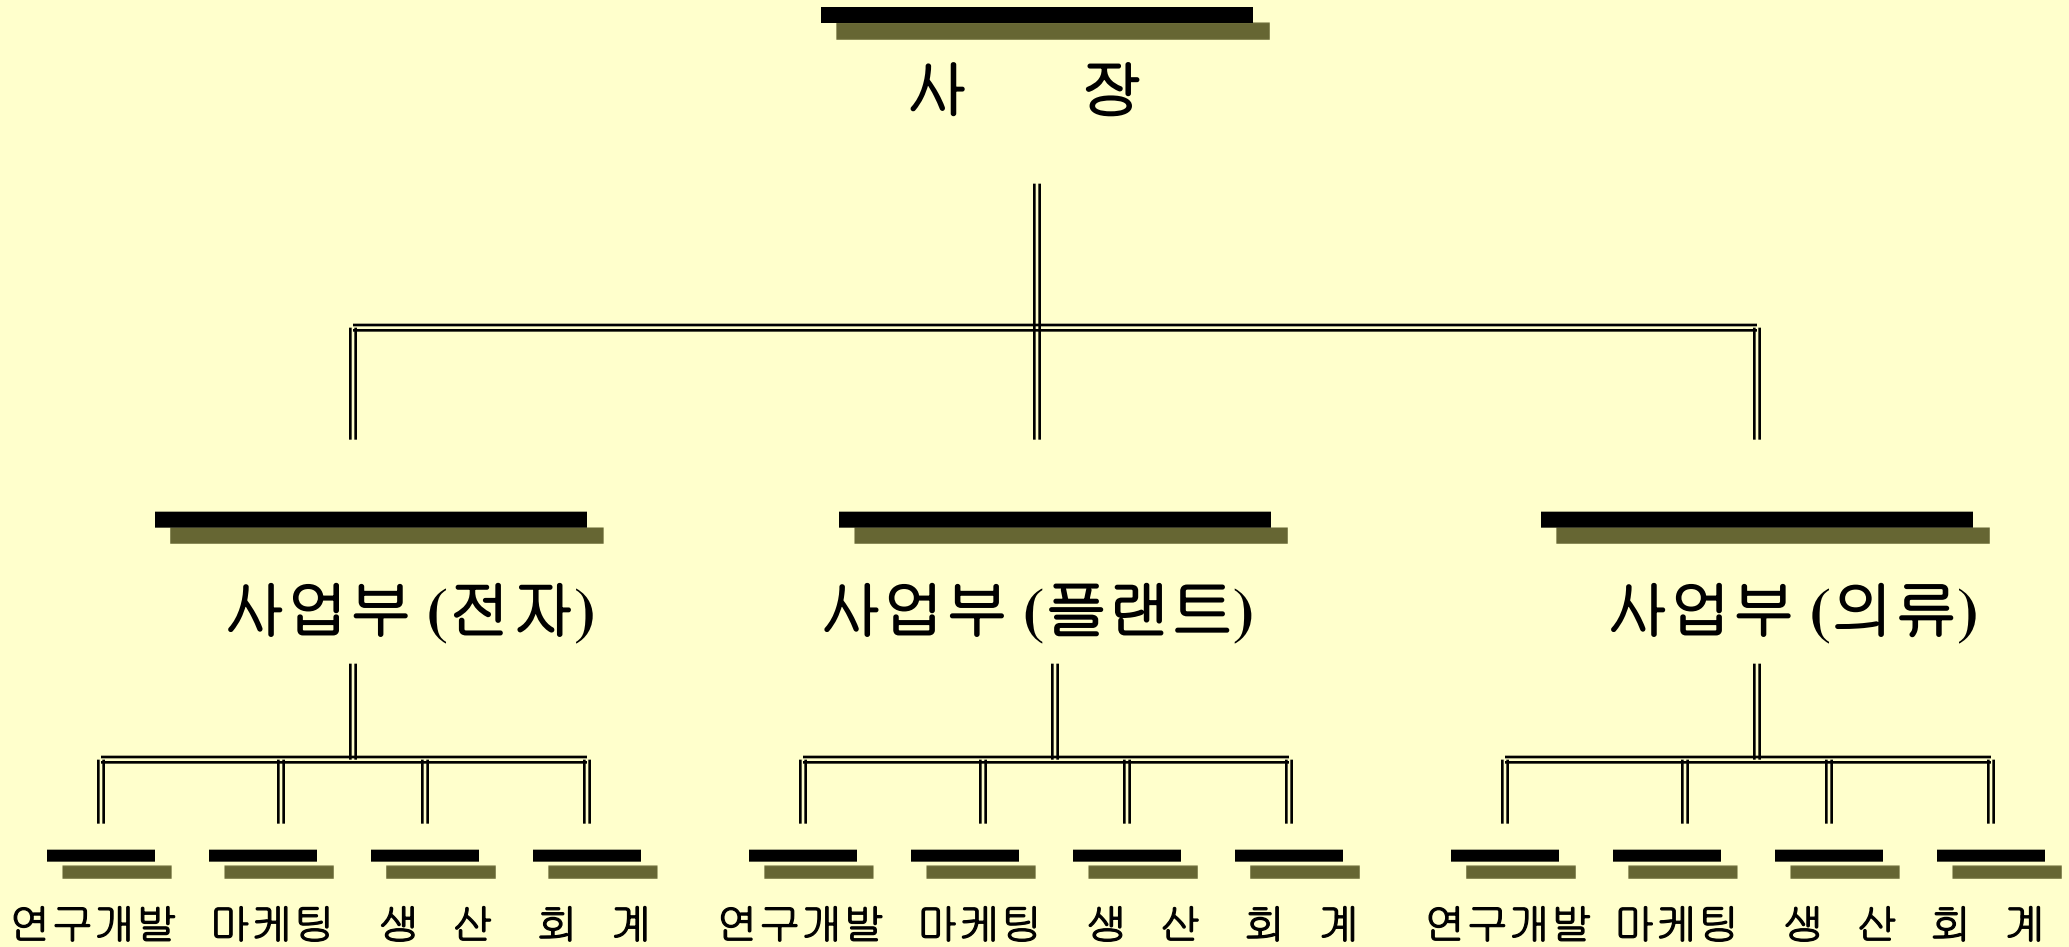 사 장
사업부 (전자) 사업부 (플랜트) 사업부 (의류)
연구개발 마케팅 생 산 회 계 연구개발 마케팅 생 산 회 계 연구개발 마케팅 생 산 회 계